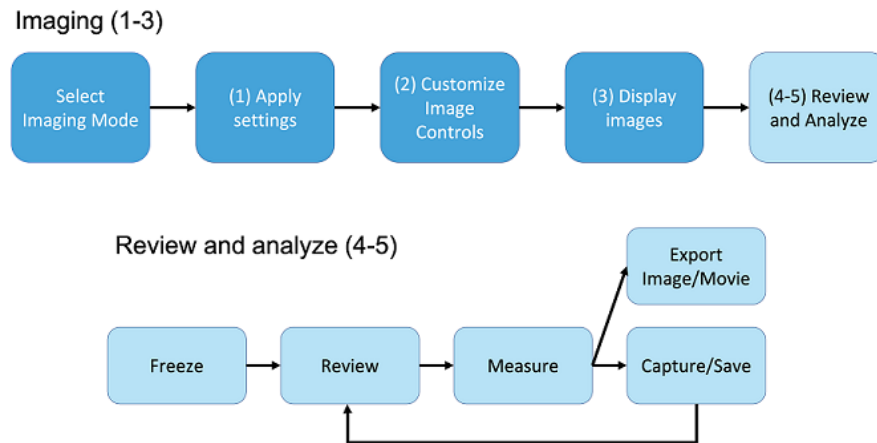 Imaging (1-3)
Select
Imaging Mode
(1) Apply
settings
(2) Customize
Image
Controls
(3) Display
images
(4-5) Review
and Analyze
Review and analyze (4-5)
Export
Image/Movie
Freeze
Review
Measure
Capture/Save